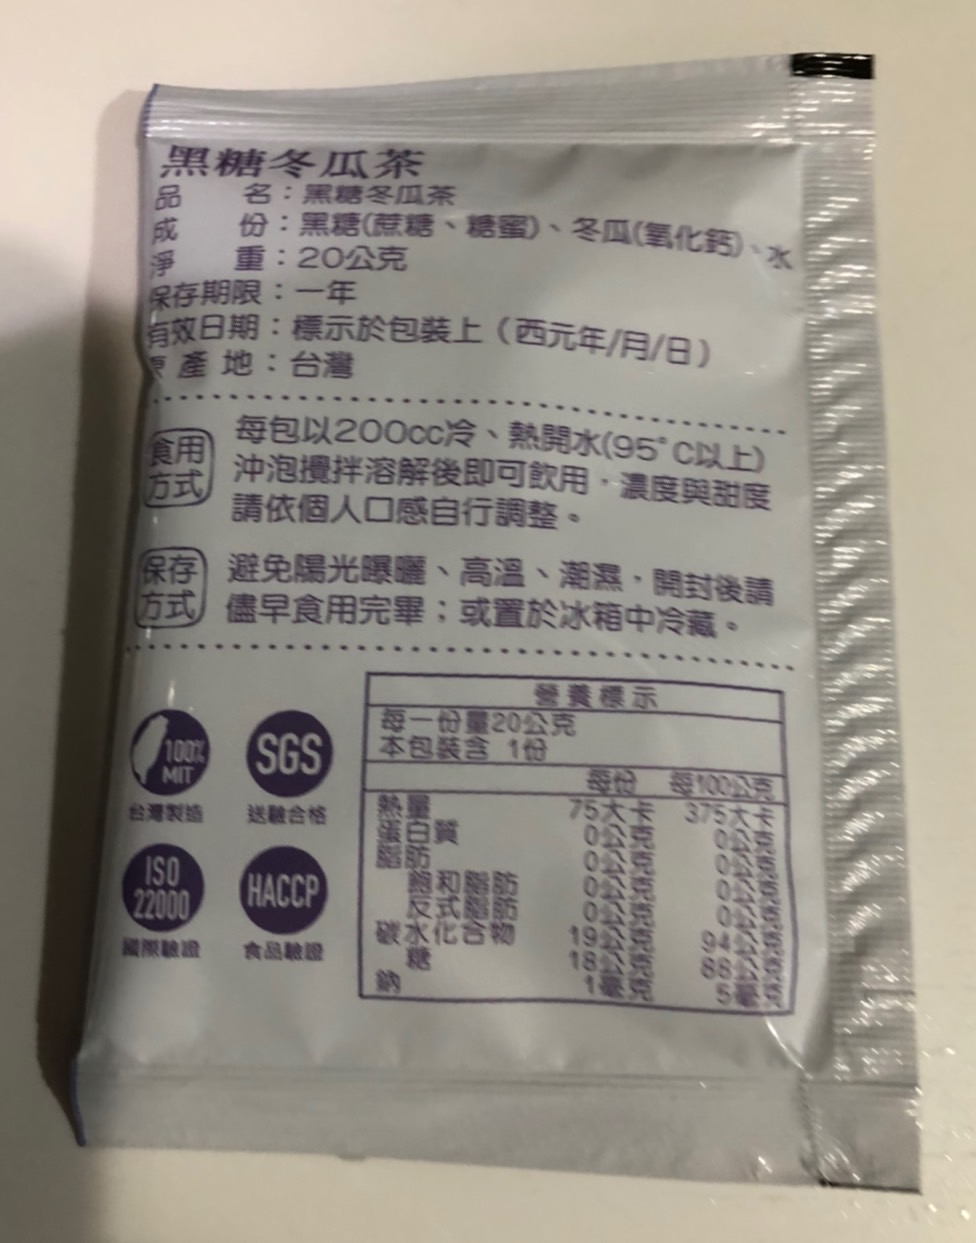 黑糖冬瓜茶
品　　名：黑糖冬瓜茶
成　　份：黑糖(蔗糖、糖蜜)、冬瓜(氧化鈣)、水
淨　　重：20公克
保存期限：一年
有效日期：標示於包裝上（西元年/月/日）
原 產 地：台灣
食用方式
每包以200cc冷、熱開水(95°C以上)
沖泡攪拌溶解後即可飲用，濃度與甜度
請依個人口感自行調整。
保存方式
避免陽光曝曬、高溫、潮濕，開封後請
儘早食用完畢；或置於冰箱中冷藏。
100%
MIT
台灣製造
SGS
送驗合格
ISO
22000
國際驗證
HACCP
食品驗證
營養標示
每一份量20公克
本包裝含 1份
每份 每100公克
熱量 75大卡 375大卡
蛋白質 0公克 0公克
脂肪 0公克 0公克
飽和脂肪 0公克 0公克
反式脂肪 0公克 0公克
碳水化合物 19公克 94公克
糖 18公克 88公克
鈉 1毫克 5毫克